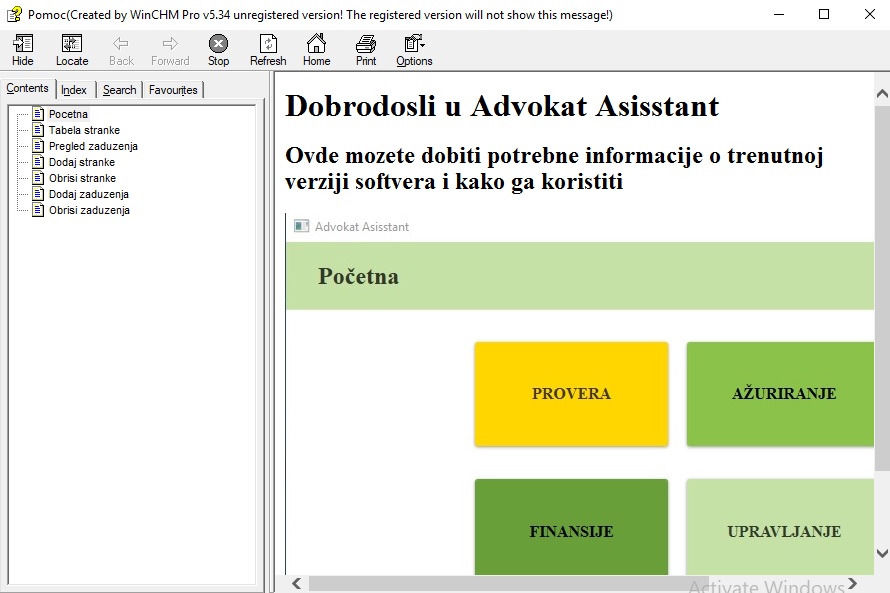 Pomoc(Created by WinCHM Pro v5.34 unregistered version! The registered version will not show this message!)
Hide Locate Back Forward Stop Refresh Home Print Options
Contents Index Search Favourites
Pocetna
Tabela stranke
Pregled zaduzenja
Dodaj stranke
Obrisi stranke
Dodaj zaduzenja
Obrisi zaduzenja
Dobrodosli u Advokat Asisstant
Ovde mozete dobiti potrebne informacije o trenutnoj
verziji softvera i kako ga koristiti
Advokat Asisstant
Početna
PROVERA AŽURIRANJE
FINANSIJE UPRAVLJANJE
Activate Windows